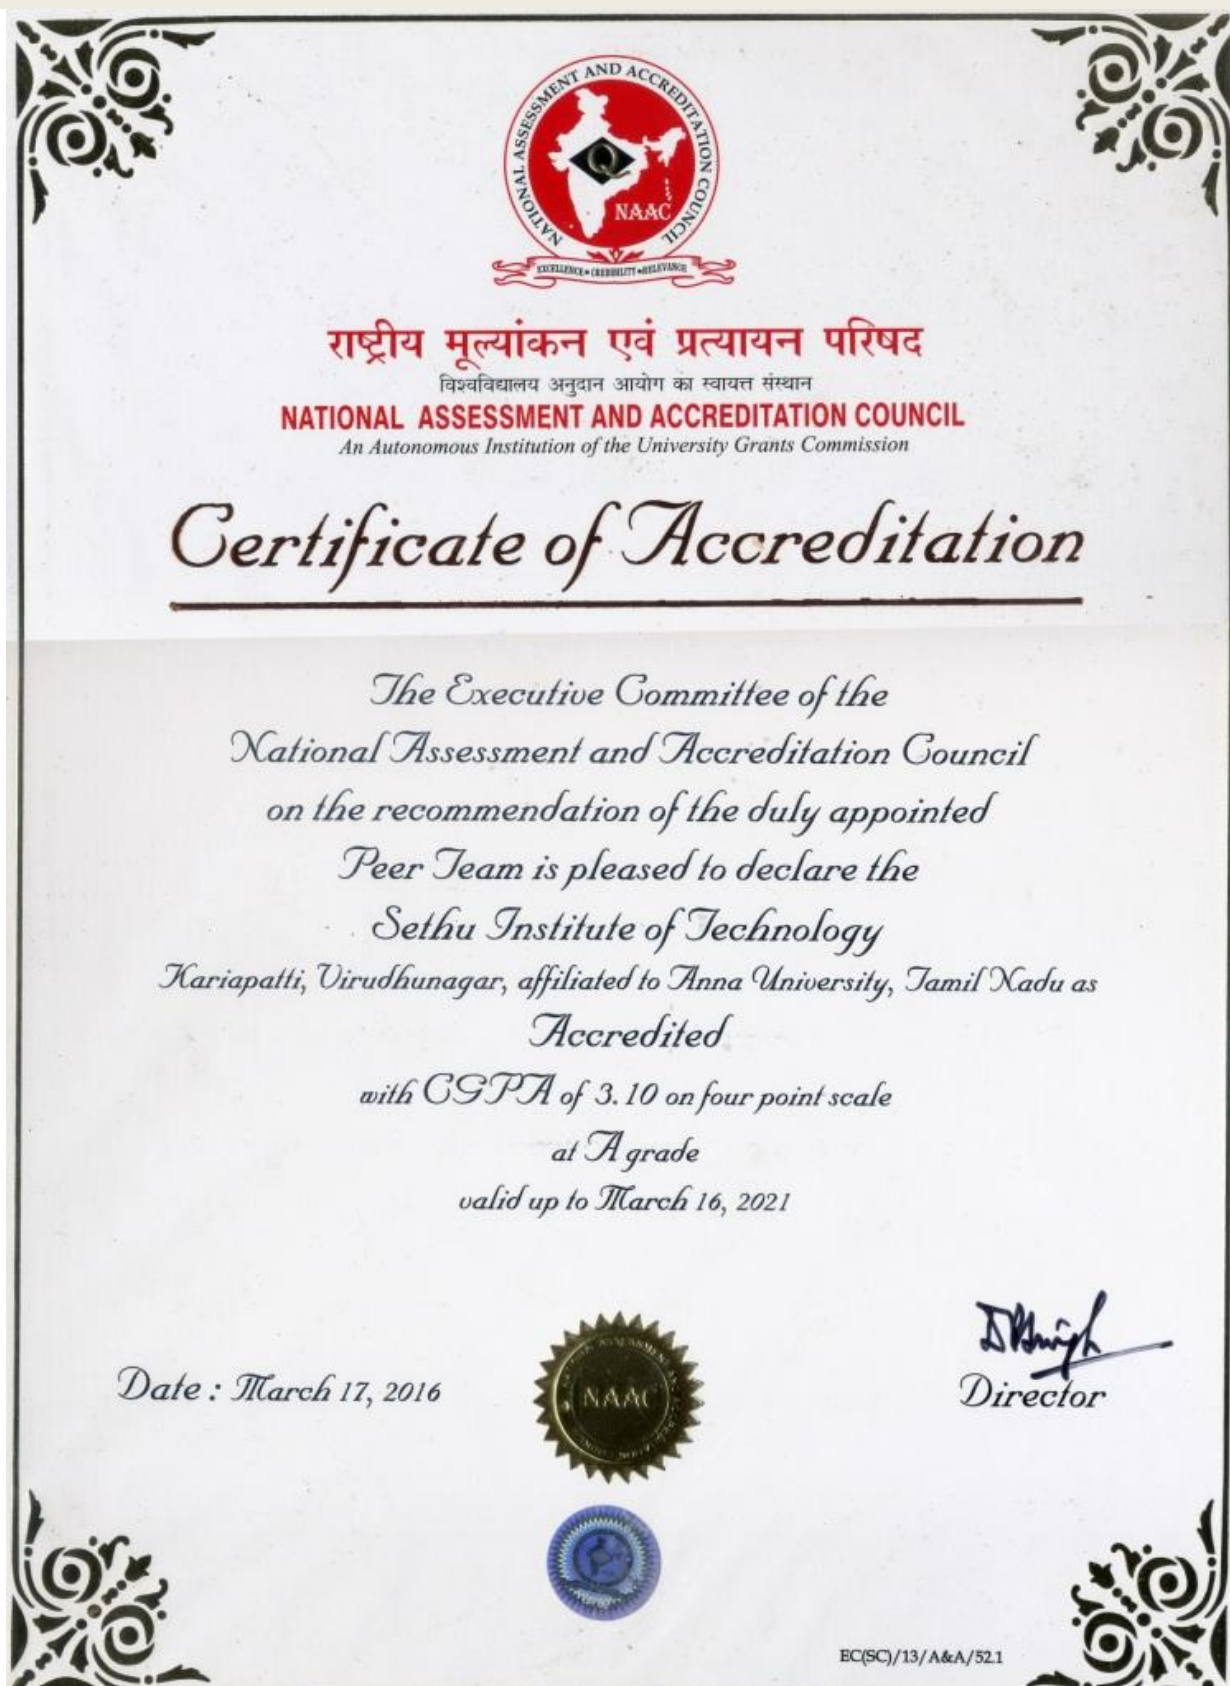 NATIONAL ASSESSMENT AND ACCREDITATION COUNCIL
Q
NAAC
EXCELLENCE • CREDIBILITY • RELEVANCE
राष्ट्रीय मूल्यांकन एवं प्रत्यायन परिषद
विश्वविद्यालय अनुदान आयोग का स्वायत्त संस्थान
NATIONAL ASSESSMENT AND ACCREDITATION COUNCIL
An Autonomous Institution of the University Grants Commission
Certificate of Accreditation
The Executive Committee of the
National Assessment and Accreditation Council
on the recommendation of the duly appointed
Peer Team is pleased to declare the
Sethu Institute of Technology
Kariapatti, Virudhunagar, affiliated to Anna University, Tamil Nadu as
Accredited
with CGPA of 3.10 on four point scale
at A grade
valid up to March 16, 2021
Date : March 17, 2016
NAAC
Director
EC(SC)/13/A&A/52.1